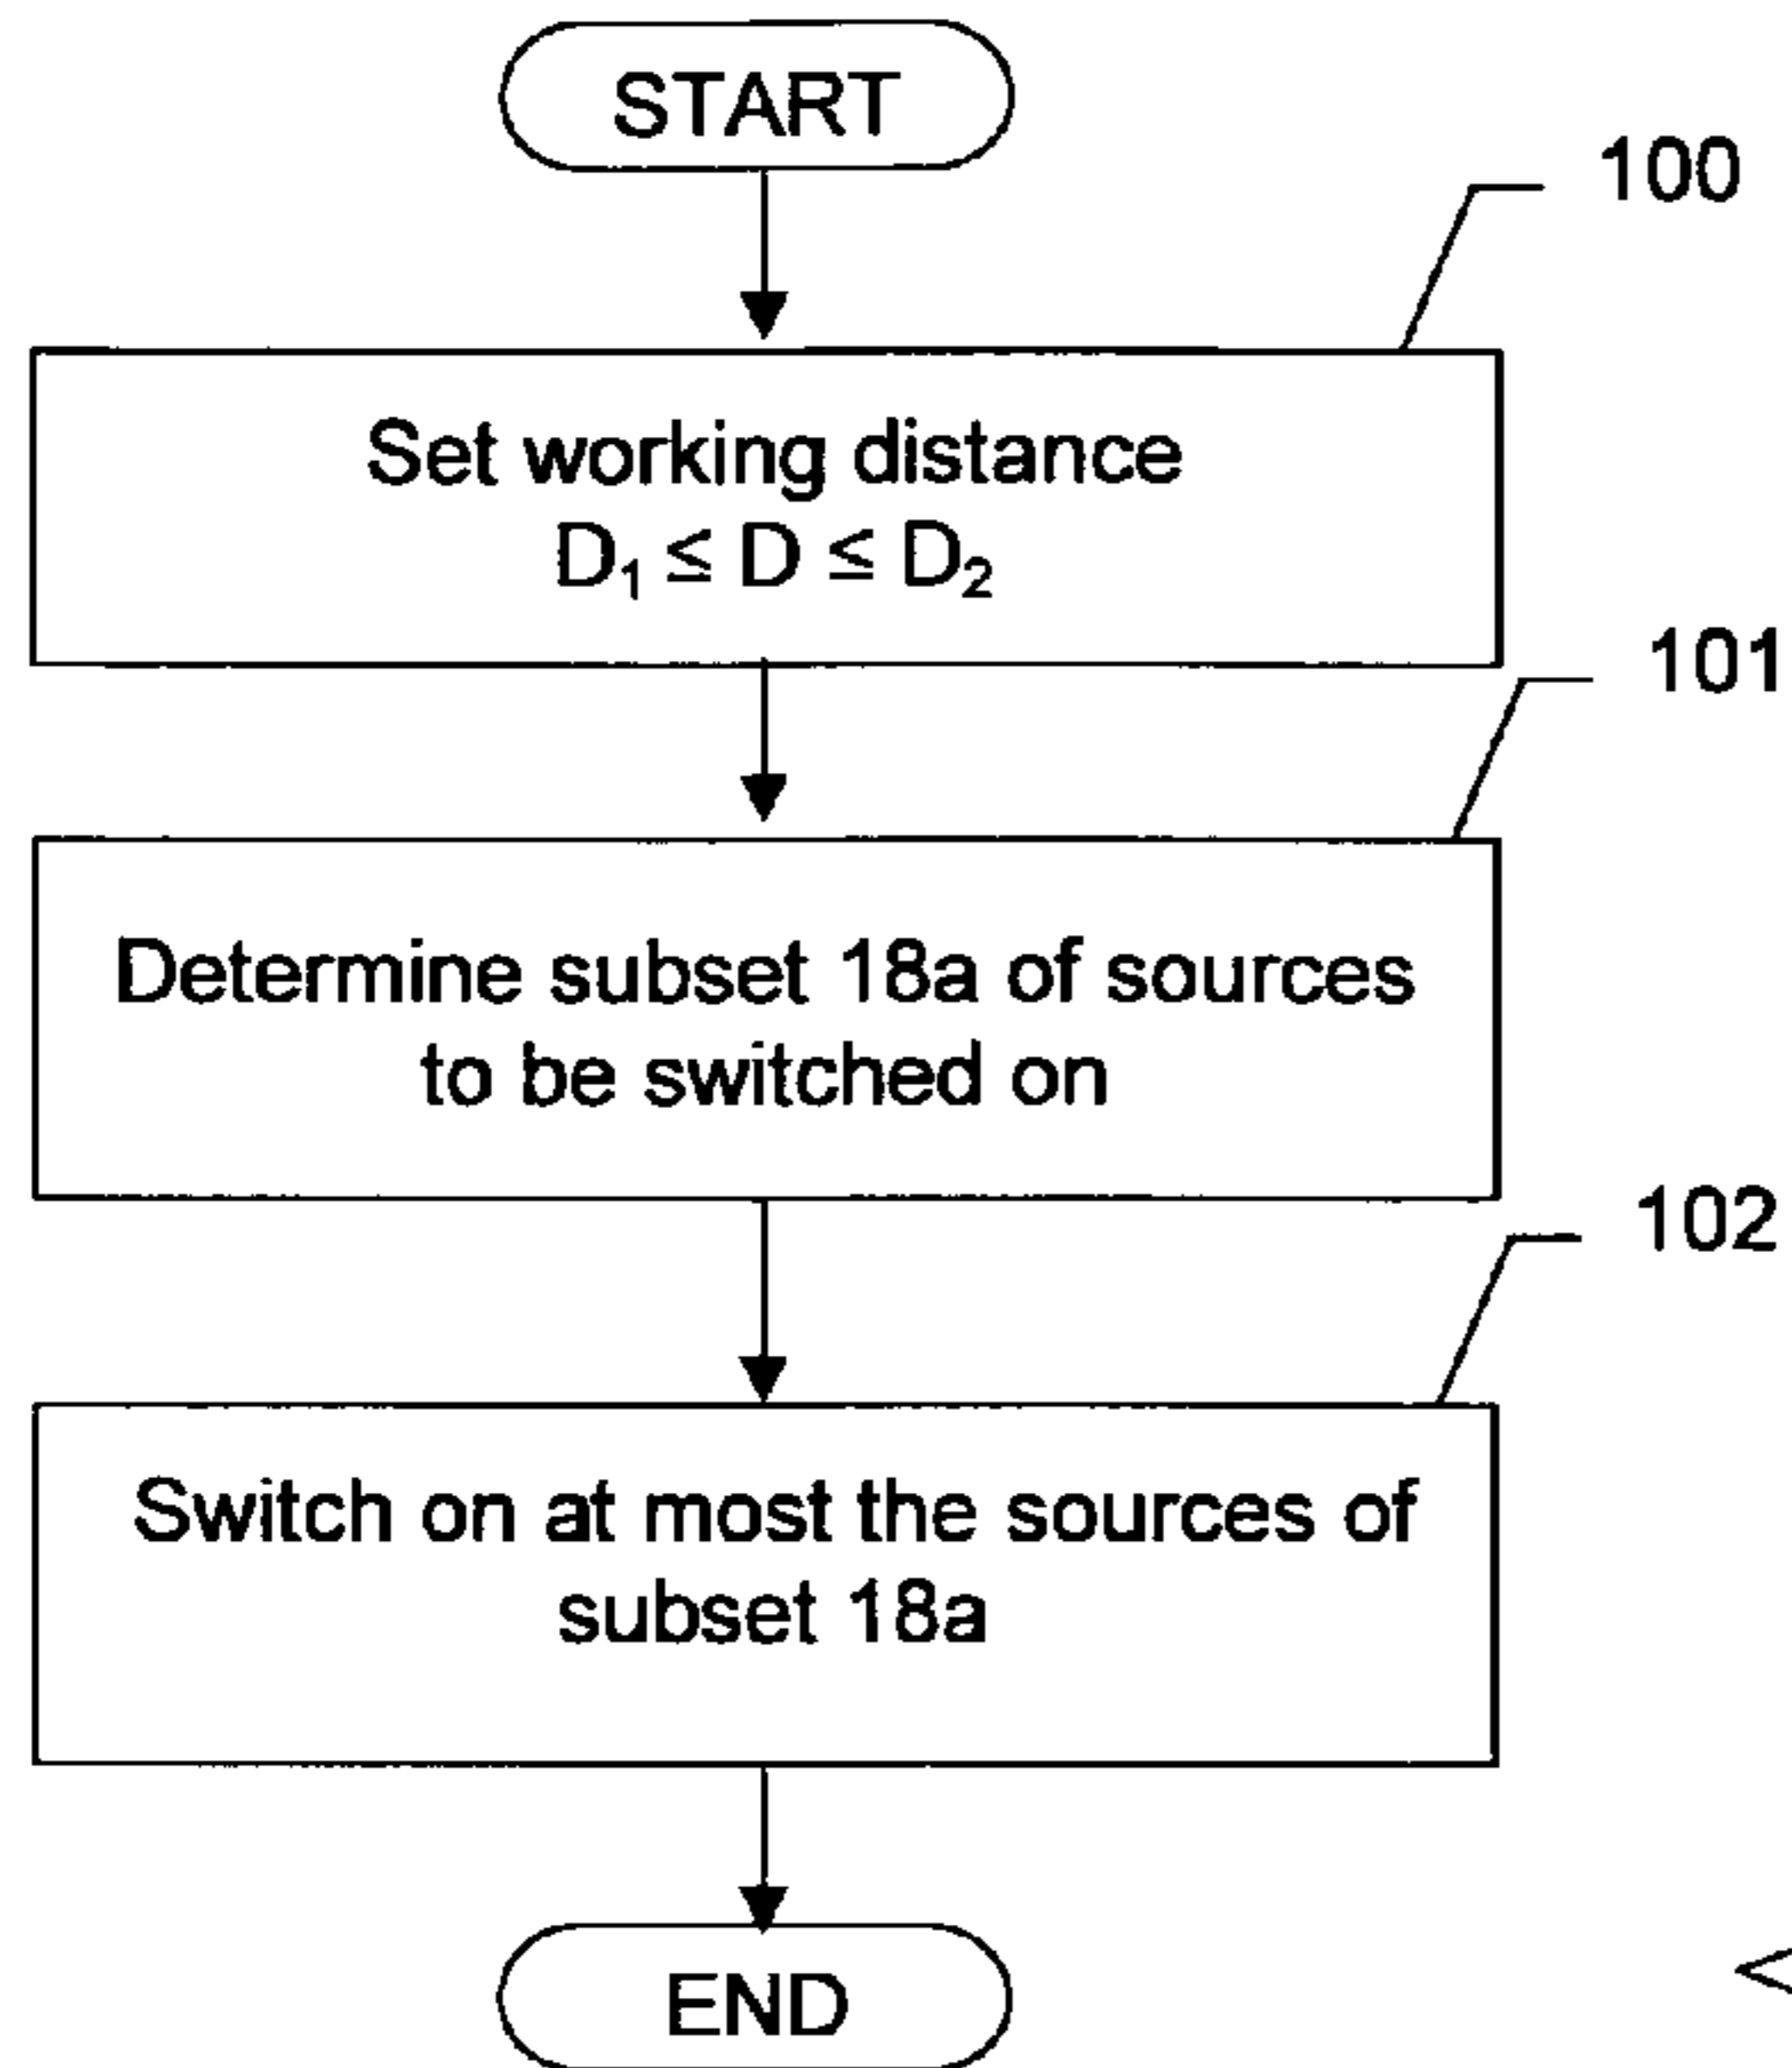 START
100
Set working distance
D₁ ≤ D ≤ D₂
101
Determine subset 18a of sources
to be switched on
102
Switch on at most the sources of
subset 18a
END